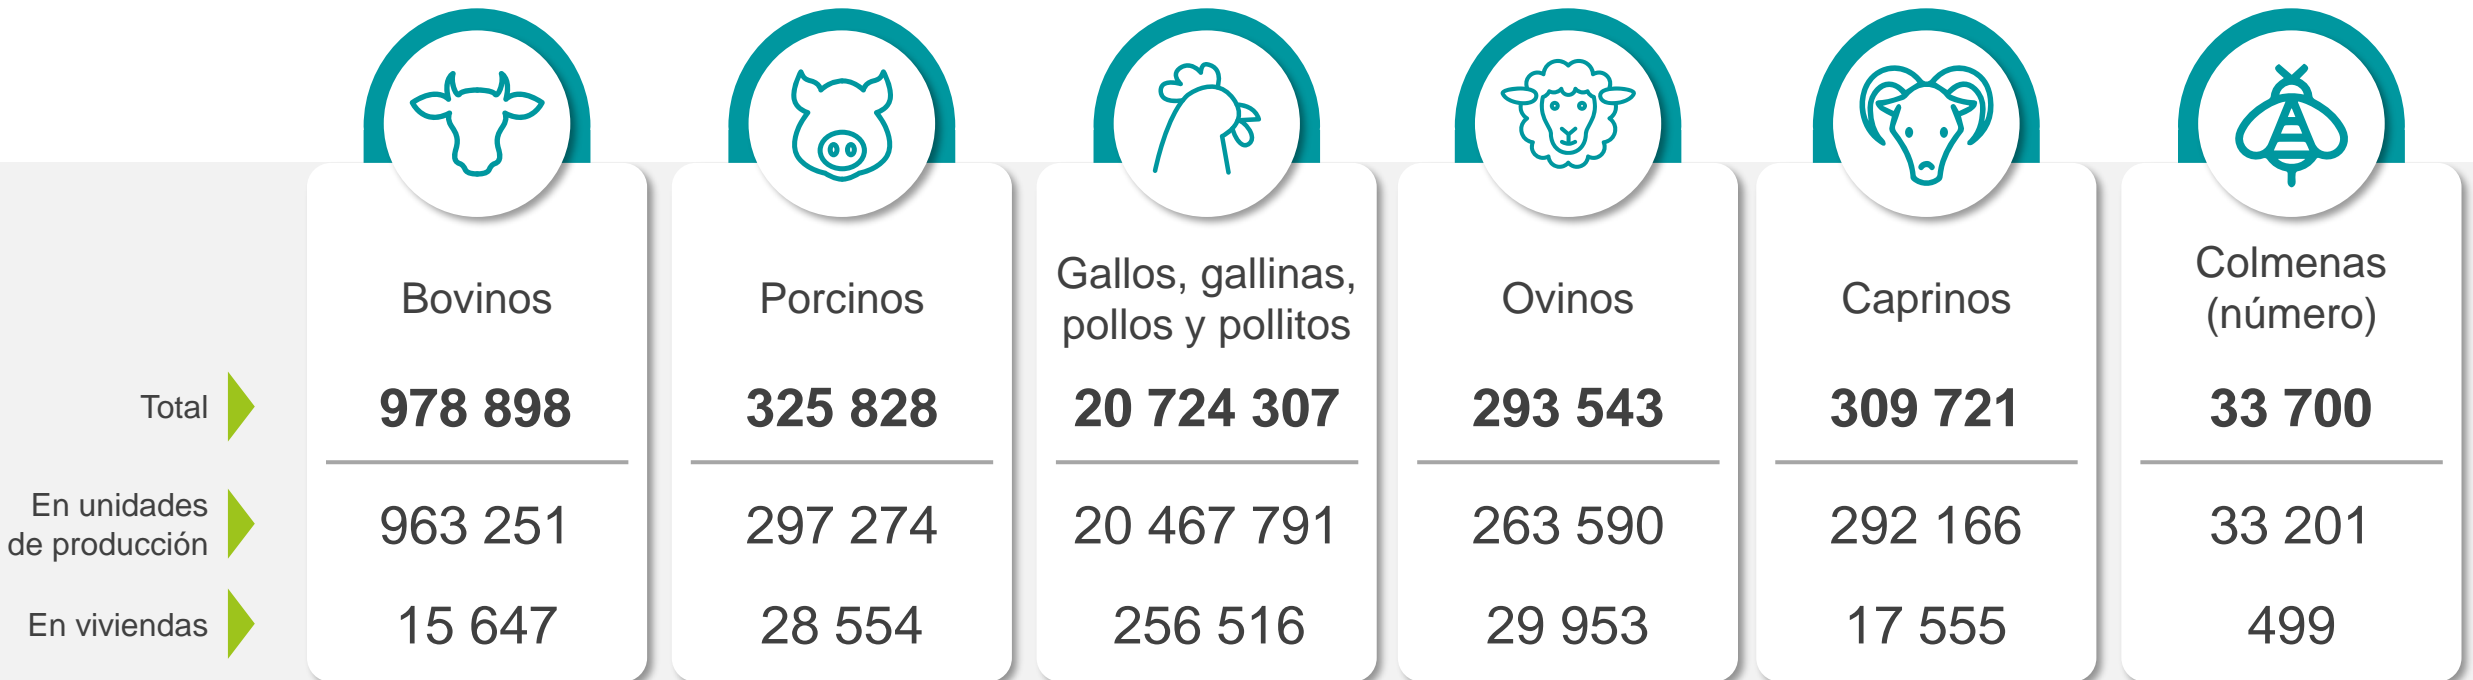 Bovinos
Porcinos
Gallos, gallinas,
pollos y pollitos
Ovinos
Caprinos
Colmenas
(número)
Total
978 898
325 828
20 724 307
293 543
309 721
33 700
En unidades
de producción
963 251
297 274
20 467 791
263 590
292 166
33 201
En viviendas
15 647
28 554
256 516
29 953
17 555
499